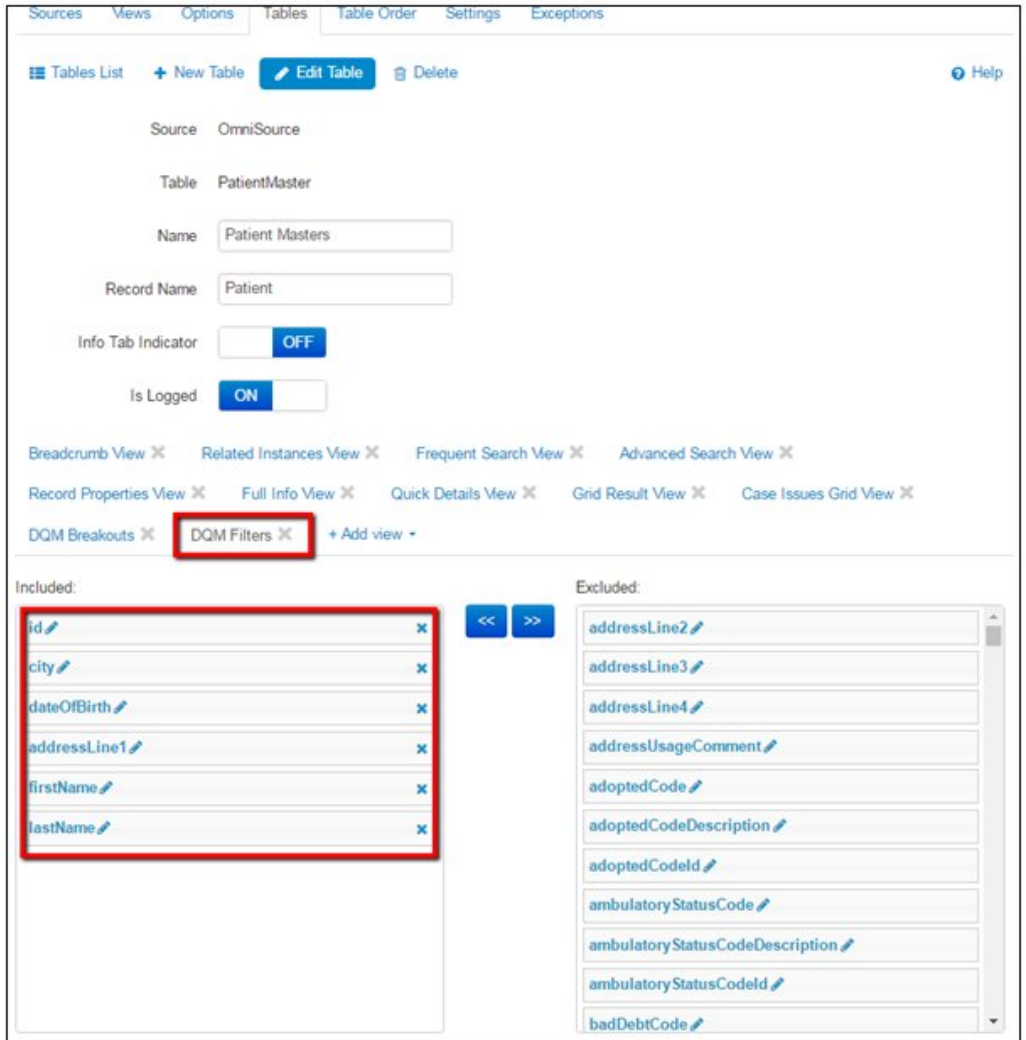 Sources Views Options Tables Table Order Settings Exceptions
Tables List + New Table Edit Table Delete Help
Source OmniSource
Table PatientMaster
Name Patient Masters
Record Name Patient
Info Tab Indicator OFF
Is Logged ON
Breadcrumb View Related Instances View Frequent Search View Advanced Search View
Record Properties View Full Info View Quick Details View Grid Result View Case Issues Grid View
DQM Breakouts DQM Filters + Add view
Included: Excluded:
<< >>
id
city
dateOfBirth
addressLine1
firstName
lastName
addressLine2
addressLine3
addressLine4
addressUsageComment
adoptedCode
adoptedCodeDescription
adoptedCodeId
ambulatoryStatusCode
ambulatoryStatusCodeDescription
ambulatoryStatusCodeId
badDebtCode